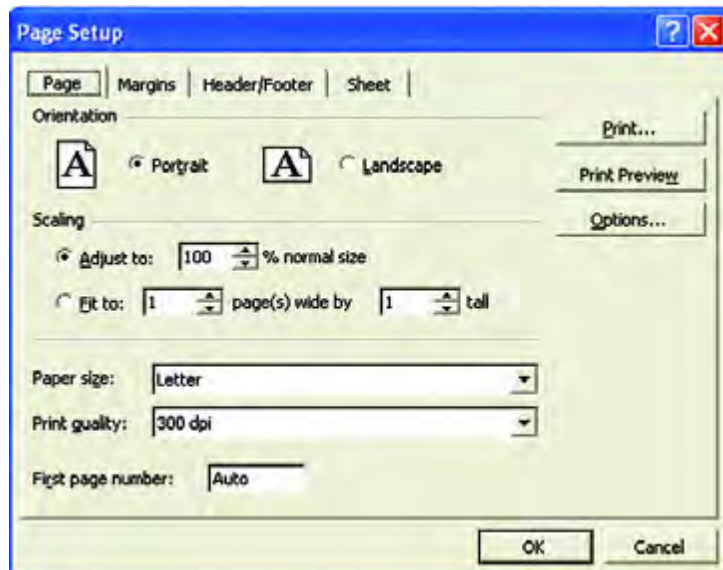 Page Setup
Page Margins Header/Footer Sheet
Orientation
A Portrait A Landscape
Print...
Print Preview
Options...
Scaling
Adjust to: 100 % normal size
Fit to: 1 page(s) wide by 1 tall
Paper size: Letter
Print quality: 300 dpi
First page number: Auto
OK Cancel